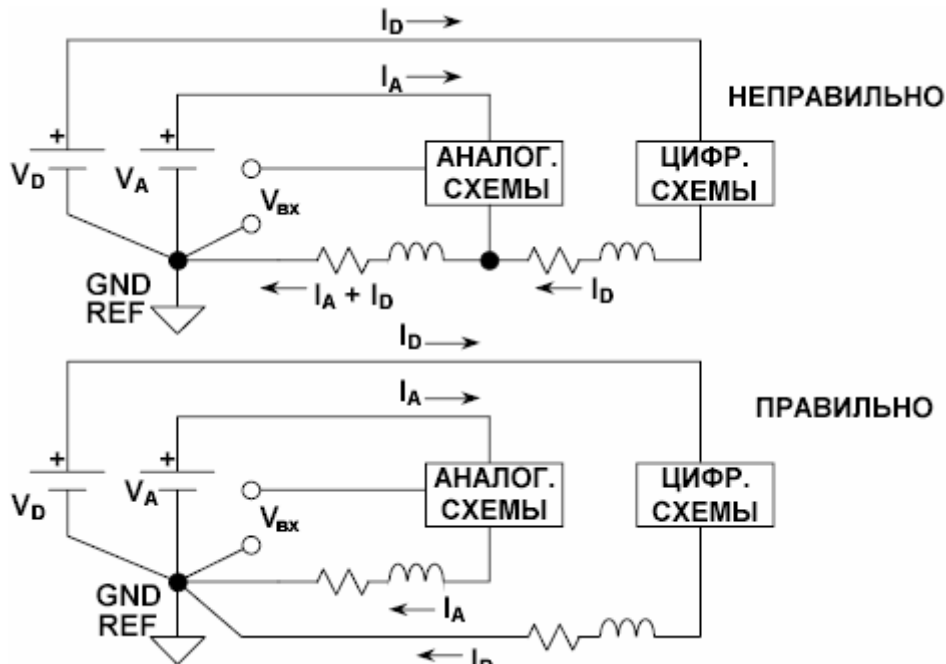 I_D
I_A
НЕПРАВИЛЬНО
+
+
V_D
V_A
V_вх
АНАЛОГ.
СХЕМЫ
ЦИФР.
СХЕМЫ
GND
REF
I_A + I_D
I_D
I_D
I_A
ПРАВИЛЬНО
+
+
V_D
V_A
V_вх
АНАЛОГ.
СХЕМЫ
ЦИФР.
СХЕМЫ
GND
REF
I_A
I_D